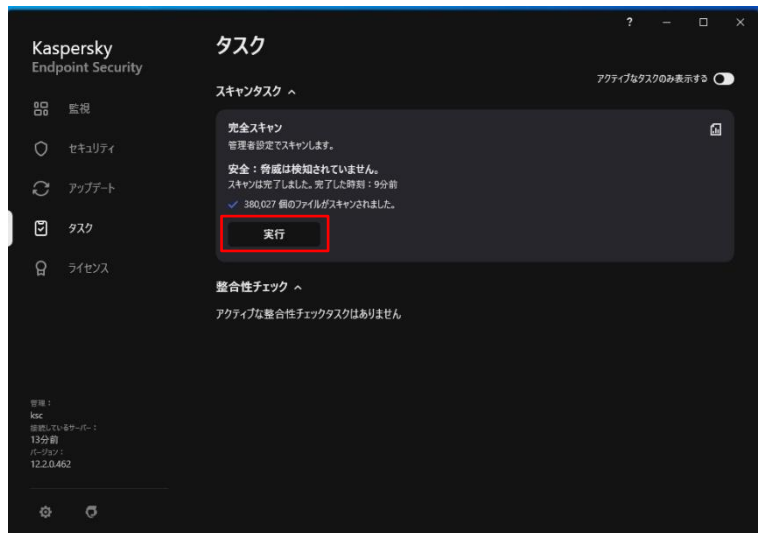 Kaspersky
Endpoint Security
監視
セキュリティ
アップデート
タスク
ライセンス
管理：
ksc
接続しているサーバー：
13分前
バージョン：
12.2.0.462
?
タスク
アクティブなタスクのみ表示する
スキャンタスク
完全スキャン
管理者設定でスキャンします。
安全：脅威は検知されていません。
スキャンは完了しました。完了した時刻：9分前
380,027 個のファイルがスキャンされました。
実行
整合性チェック
アクティブな整合性チェックタスクはありません